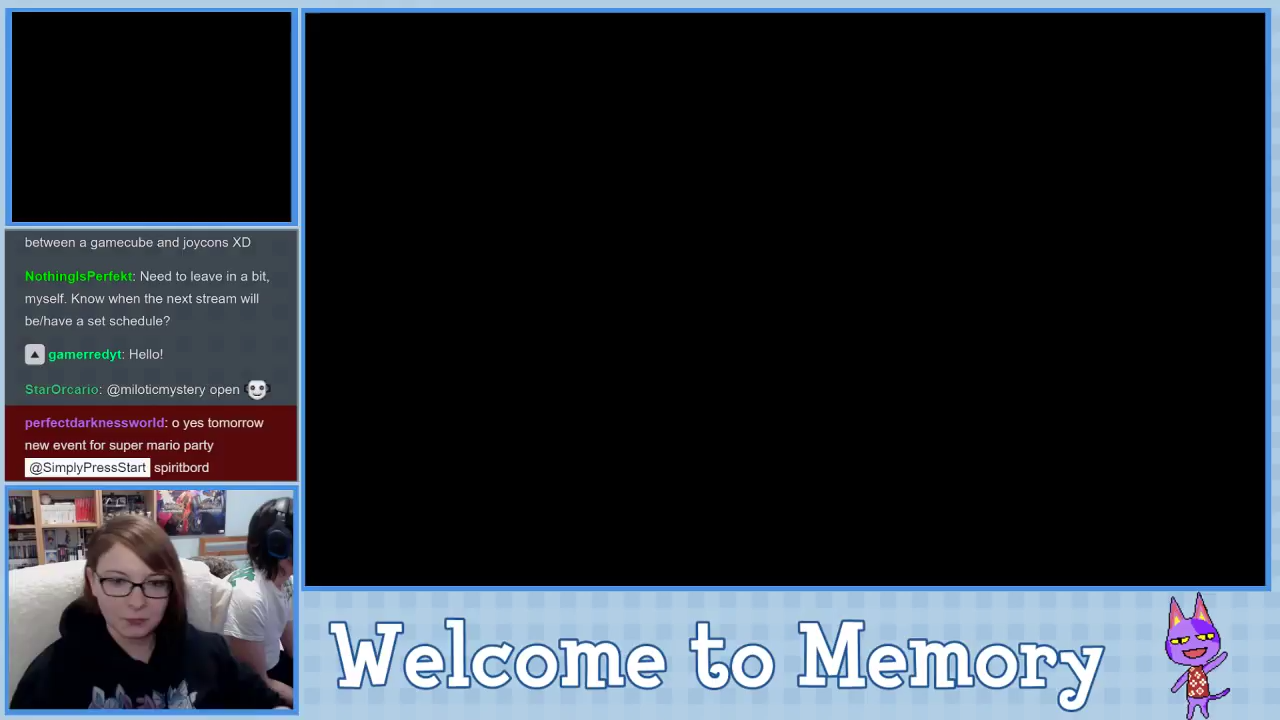 between a gamecube and joycons XD
NothingIsPerfekt: Need to leave in a bit,
myself. Know when the next stream will
be/have a set schedule?
gamerredyt: Hello!
StarOrcario: @miloticmystery open
perfectdarknessworld: o yes tomorrow
new event for super mario party
@SimplyPressStart spiritbord
Welcome to Memory